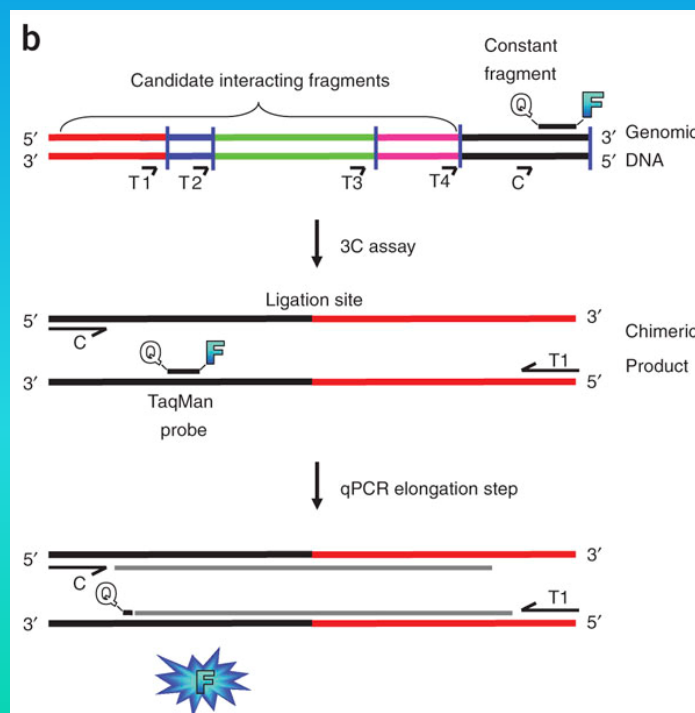 b
Constant
fragment
Candidate interacting fragments
Q F
5′ 3′ Genomic
3′ 5′ DNA
T1 T2 T3 T4 C
3C assay
Ligation site
5′ 3′
C Chimeric
Q F T1 Product
3′ 5′
TaqMan
probe
qPCR elongation step
5′ 3′
C
Q T1
3′ 5′
F